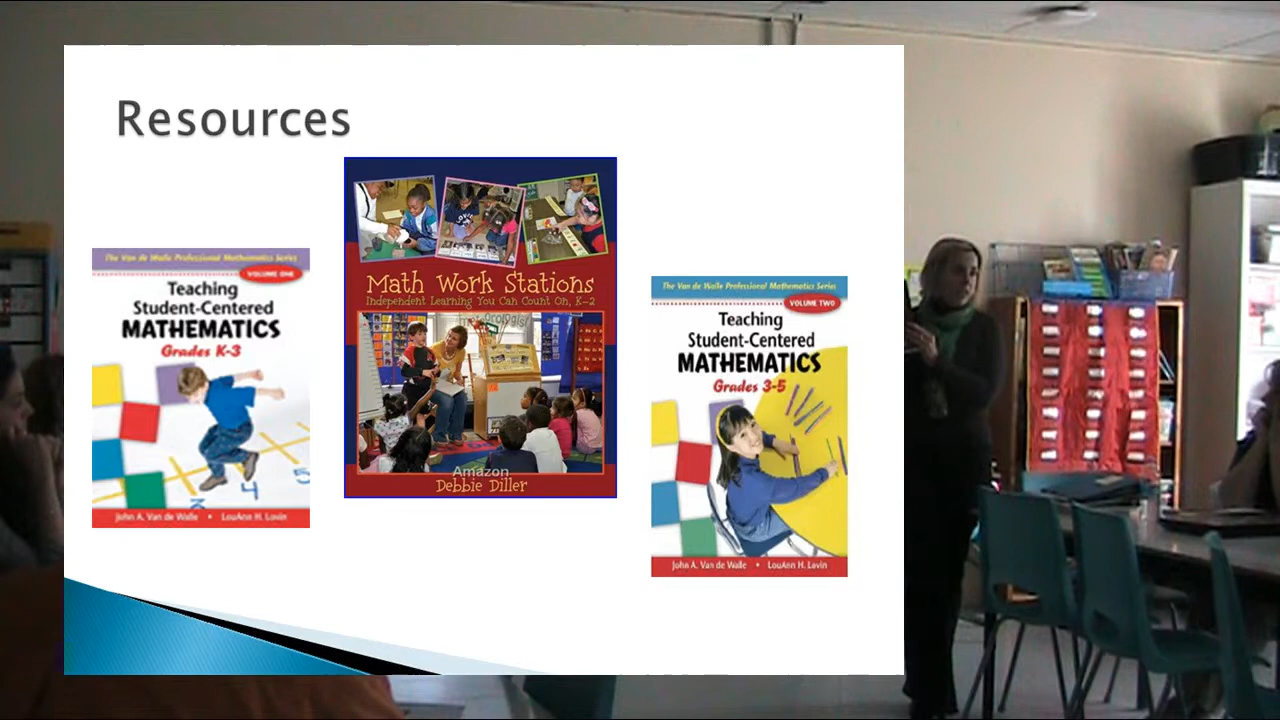 Resources
The Van de Walle Professional Mathematics Series
VOLUME ONE
Teaching
Student-Centered
MATHEMATICS
Grades K-3
3 4 5
John A. Van de Walle • LouAnn H. Lovin
Math Work Stations
Independent Learning You Can Count On, K-2
Amazon
Debbie Diller
The Van de Walle Professional Mathematics Series
VOLUME TWO
Teaching
Student-Centered
MATHEMATICS
Grades 3-5
John A. Van de Walle • LouAnn H. Lovin